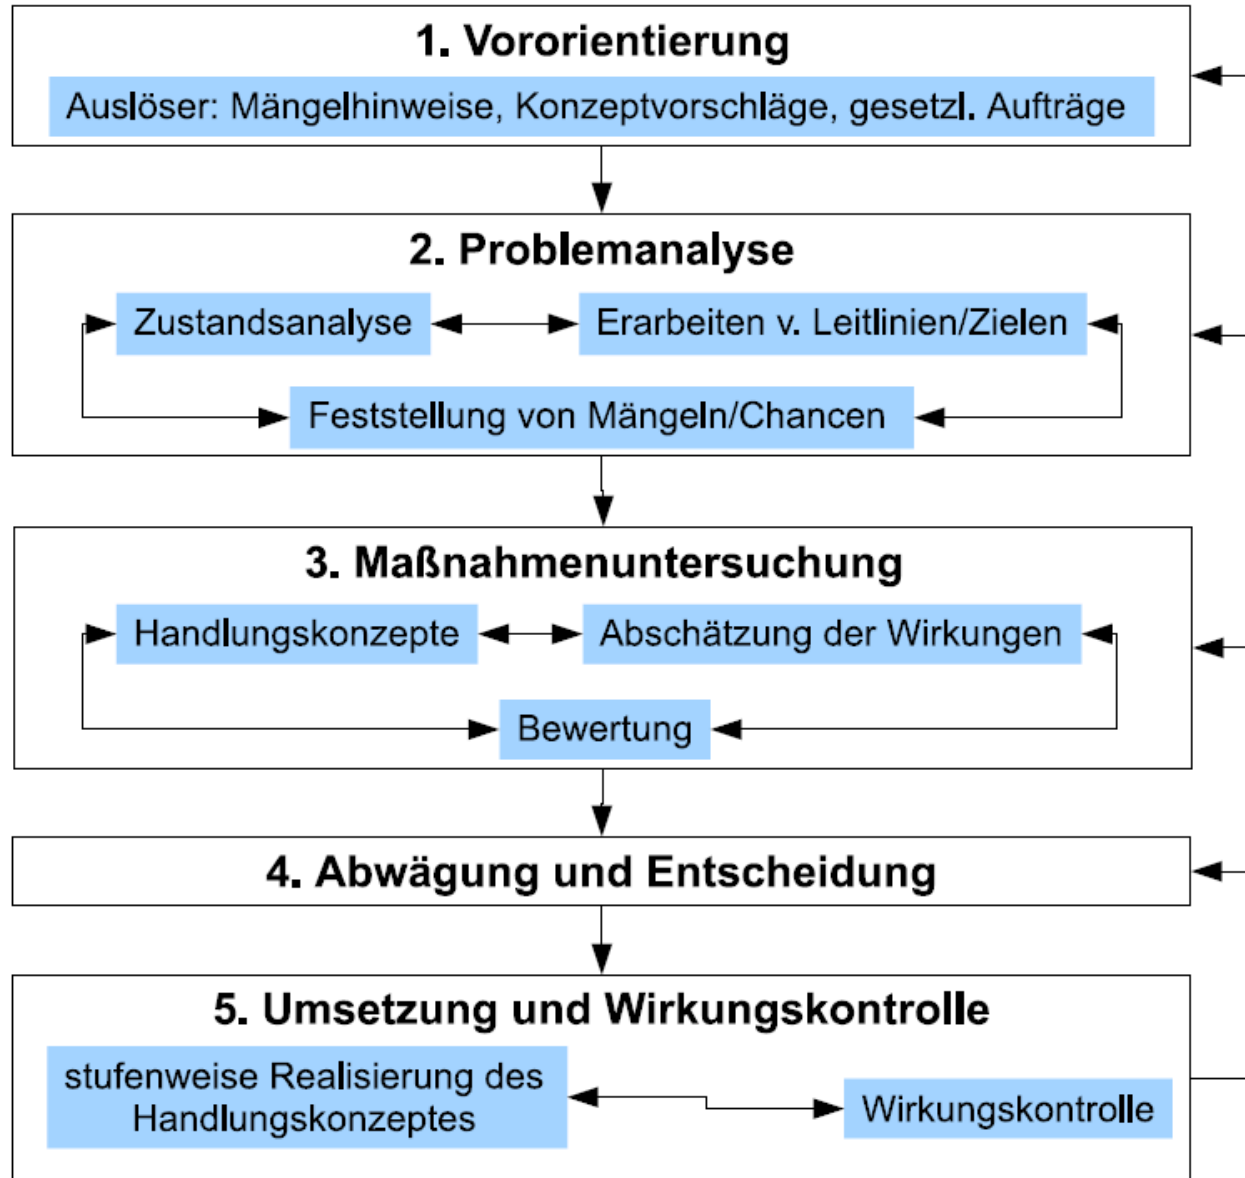 1. Vororientierung
Auslöser: Mängelhinweise, Konzeptvorschläge, gesetzl. Aufträge
2. Problemanalyse
Zustandsanalyse
Erarbeiten v. Leitlinien/Zielen
Feststellung von Mängeln/Chancen
3. Maßnahmenuntersuchung
Handlungskonzepte
Abschätzung der Wirkungen
Bewertung
4. Abwägung und Entscheidung
5. Umsetzung und Wirkungskontrolle
stufenweise Realisierung des
Handlungskonzeptes
Wirkungskontrolle